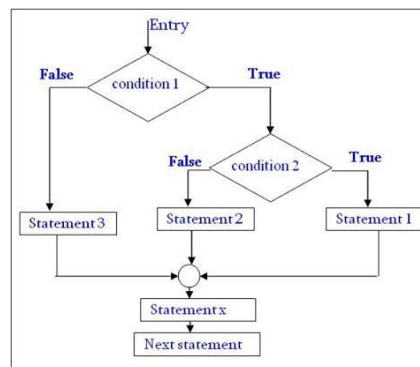 Entry
False
condition 1
True
False
condition 2
True
Statement 3
Statement 2
Statement 1
Statement x
Next statement